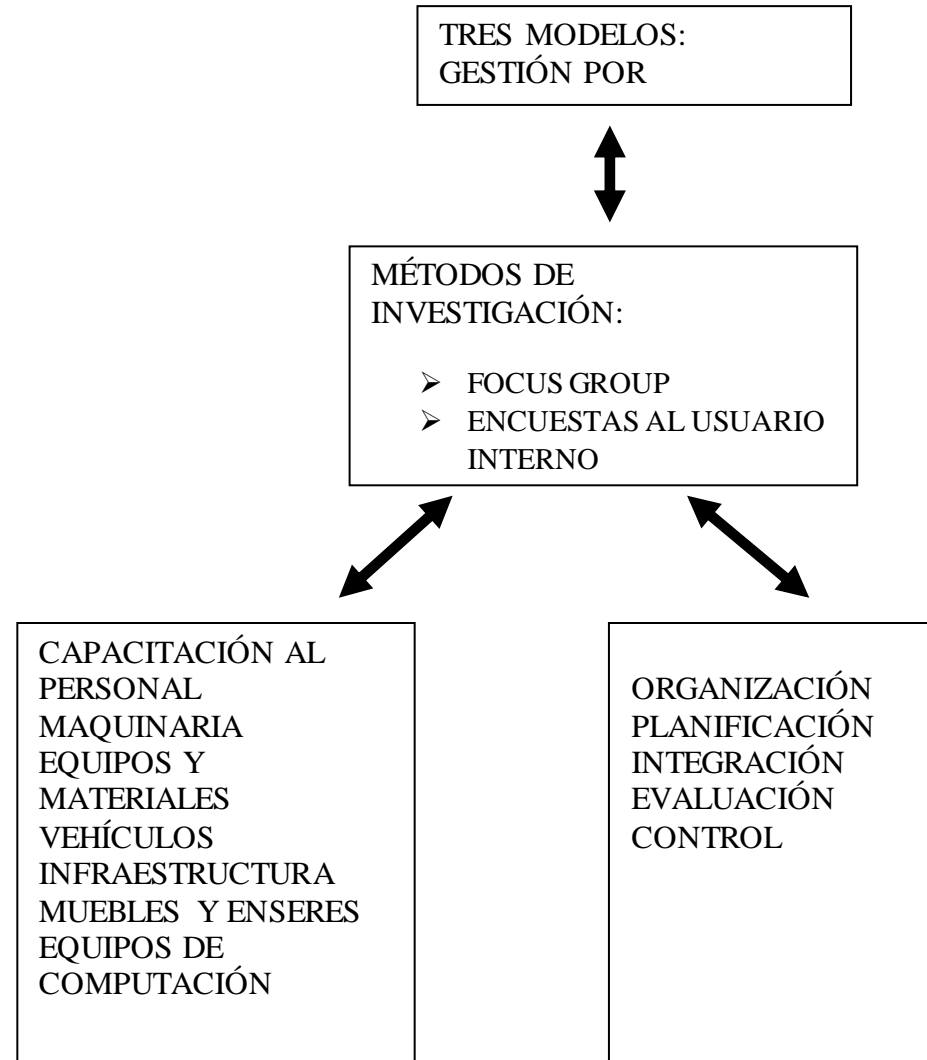 TRES MODELOS:
GESTIÓN POR
MÉTODOS DE
INVESTIGACIÓN:
➢ FOCUS GROUP
➢ ENCUESTAS AL USUARIO
INTERNO
CAPACITACIÓN AL
PERSONAL
MAQUINARIA
EQUIPOS Y
MATERIALES
VEHÍCULOS
INFRAESTRUCTURA
MUEBLES Y ENSERES
EQUIPOS DE
COMPUTACIÓN
ORGANIZACIÓN
PLANIFICACIÓN
INTEGRACIÓN
EVALUACIÓN
CONTROL